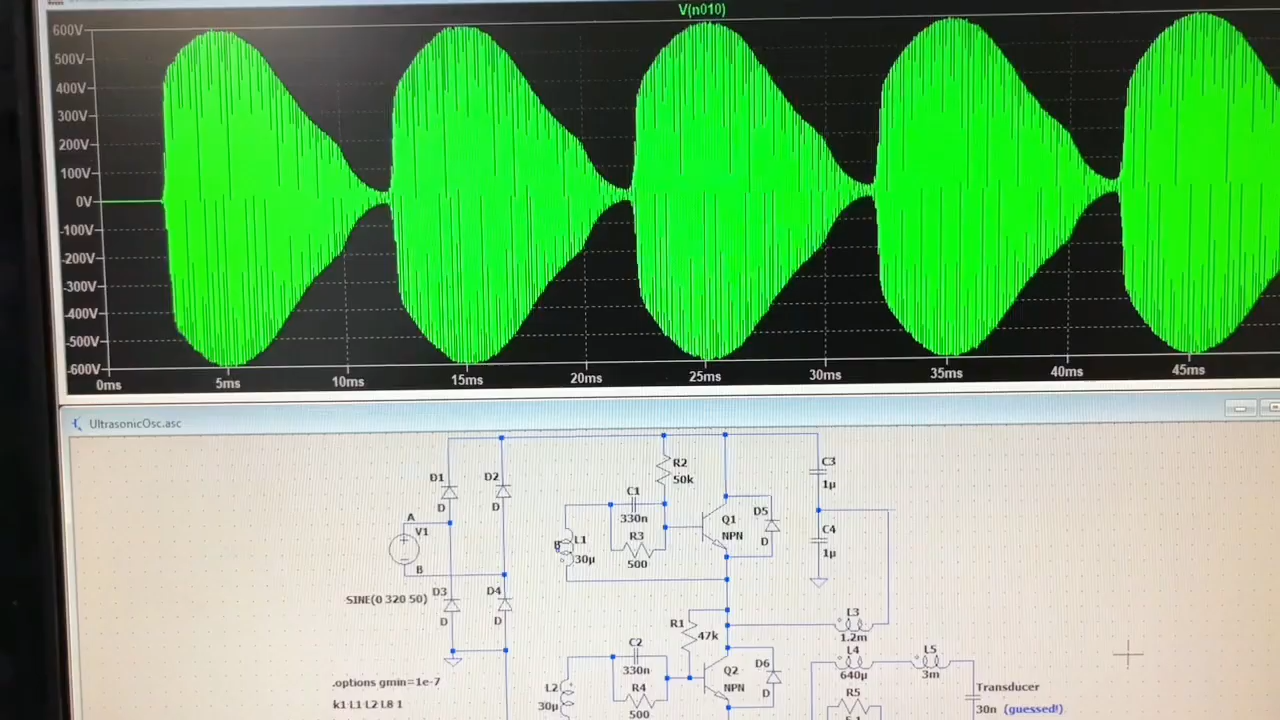 V(n010)
600V
500V
400V
300V
200V
100V
0V
-100V
-200V
-300V
-400V
-500V
-600V
0ms 5ms 10ms 15ms 20ms 25ms 30ms 35ms 40ms 45ms
UltrasonicOsc.asc
D1
D
D2
D
A
V1
B
SINE(0 320 50)
D3
D
D4
D
R2
50k
C1
330n
R3
500
L1
30µ
Q1
NPN
D5
D
C3
1µ
C4
1µ
R1
47k
C2
330n
R4
500
L2
30µ
Q2
NPN
D6
D
L3
1.2m
L4
640µ
L5
3m
R5
Transducer
30n (guessed!)
.options gmin=1e-7
k1 L1 L2 L8 1